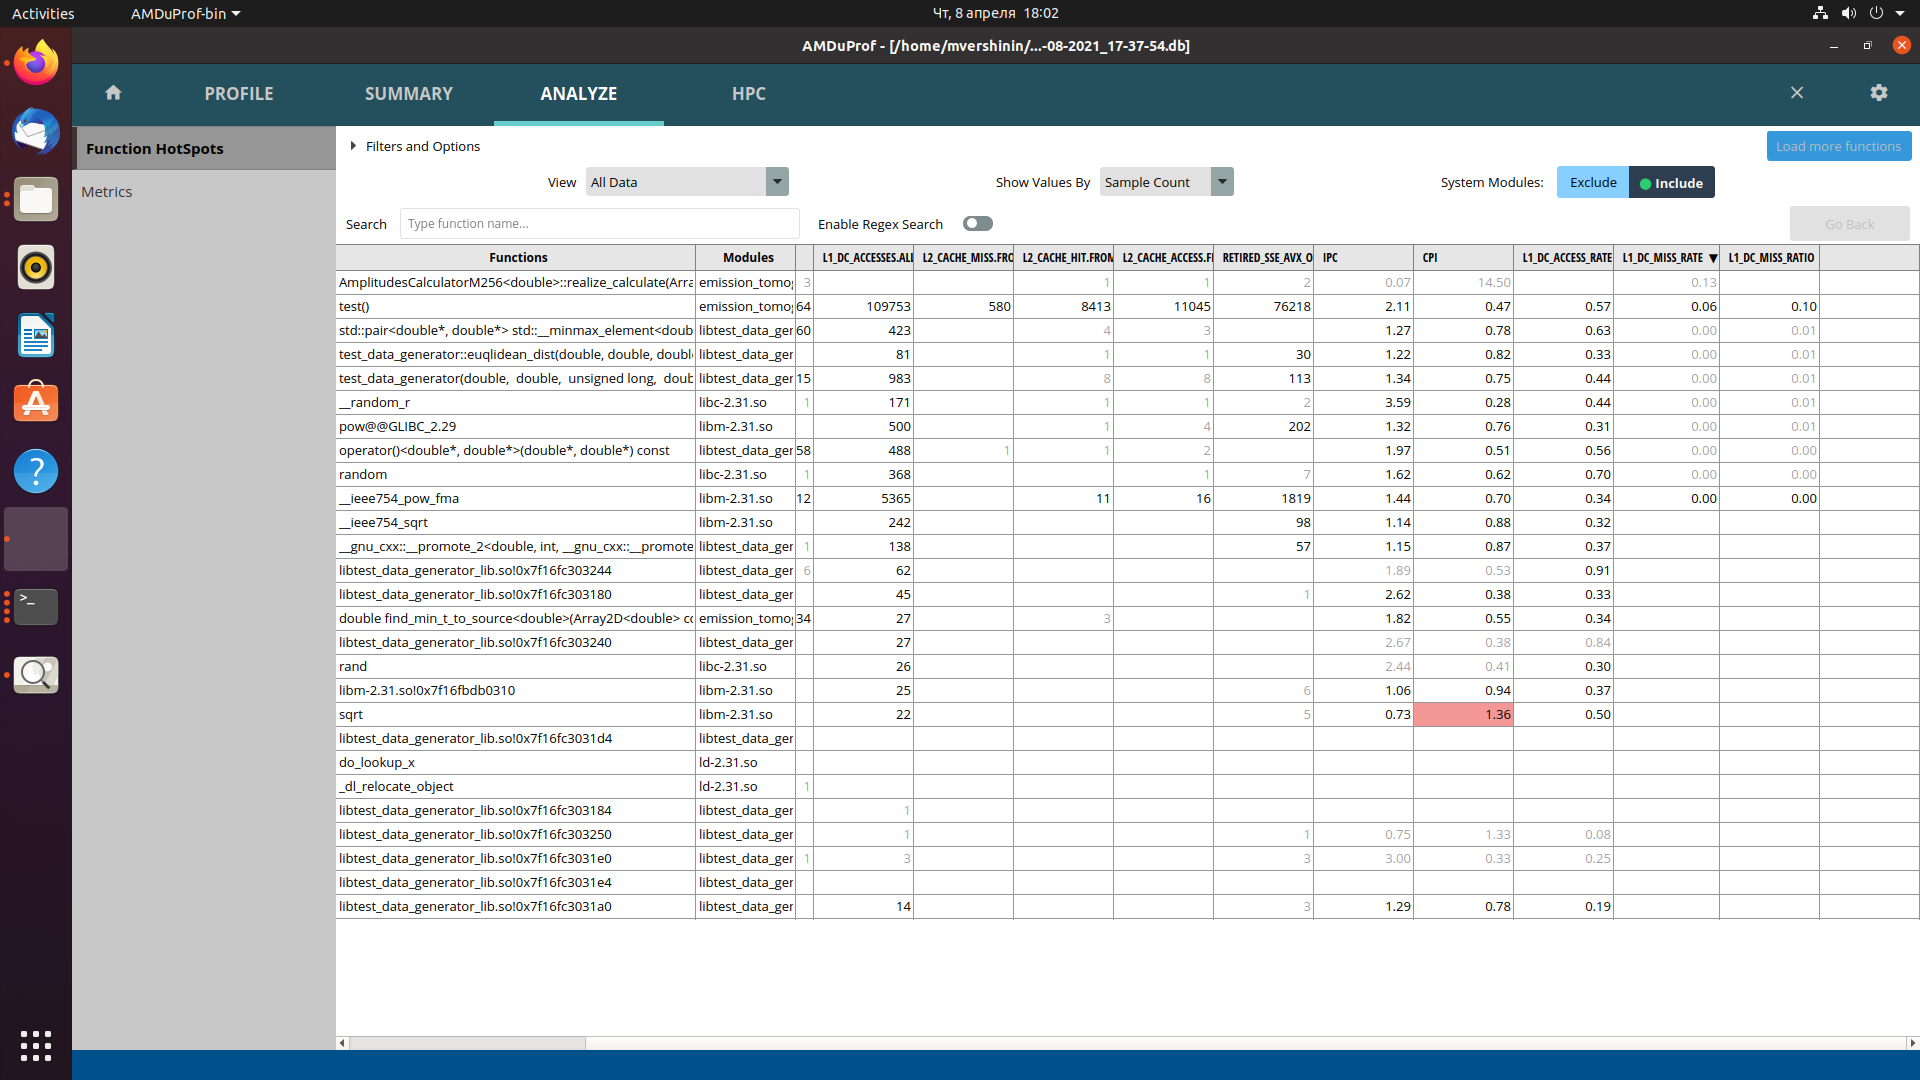 Activities
AMDuProf-bin
Чт, 8 апреля 18:02
AMDuProf - [/home/mvershinin/...-08-2021_17-37-54.db]
PROFILE SUMMARY ANALYZE HPC
Function HotSpots
Metrics
Filters and Options
Load more functions
View All Data Show Values By Sample Count System Modules: Exclude Include
Search Type function name... Enable Regex Search Go Back
Functions Modules L1_DC_ACCESSES.ALL L2_CACHE_MISS.FRO L2_CACHE_HIT.FROM L2_CACHE_ACCESS.F RETIRED_SSE_AVX_O IPC CPI L1_DC_ACCESS_RATE L1_DC_MISS_RATE ▼ L1_DC_MISS_RATIO
AmplitudesCalculatorM256<double>::realize_calculate(Arra emission_tomo 3 1 1 2 0.07 14.50 0.13
test() emission_tomo 64 109753 580 8413 11045 76218 2.11 0.47 0.57 0.06 0.10
std::pair<double*, double*> std::__minmax_element<doub libtest_data_ger 60 423 4 3 1.27 0.78 0.63 0.00 0.01
test_data_generator::euqlidean_dist(double, double, doubl libtest_data_ger 81 1 1 30 1.22 0.82 0.33 0.00 0.01
test_data_generator(double, double, unsigned long, doub libtest_data_ger 15 983 8 8 113 1.34 0.75 0.44 0.00 0.01
__random_r libc-2.31.so 1 171 1 1 2 3.59 0.28 0.44 0.00 0.01
pow@@GLIBC_2.29 libm-2.31.so 500 1 4 202 1.32 0.76 0.31 0.00 0.01
operator()<double*, double*>(double*, double*) const libtest_data_ger 58 488 1 1 2 1.97 0.51 0.56 0.00 0.00
random libc-2.31.so 1 368 1 7 1.62 0.62 0.70 0.00 0.00
__ieee754_pow_fma libm-2.31.so 12 5365 11 16 1819 1.44 0.70 0.34 0.00 0.00
__ieee754_sqrt libm-2.31.so 242 98 1.14 0.88 0.32
__gnu_cxx::__promote_2<double, int, __gnu_cxx::__promote libtest_data_ger 1 138 57 1.15 0.87 0.37
libtest_data_generator_lib.so!0x7f16fc303244 libtest_data_ger 6 62 1.89 0.53 0.91
libtest_data_generator_lib.so!0x7f16fc303180 libtest_data_ger 45 1 2.62 0.38 0.33
double find_min_t_to_source<double>(Array2D<double> co emission_tomo 34 27 3 1.82 0.55 0.34
libtest_data_generator_lib.so!0x7f16fc303240 libtest_data_ger 27 2.67 0.38 0.84
rand libc-2.31.so 26 2.44 0.41 0.30
libm-2.31.so!0x7f16fbdb0310 libm-2.31.so 25 6 1.06 0.94 0.37
sqrt libm-2.31.so 22 5 0.73 1.36 0.50
libtest_data_generator_lib.so!0x7f16fc3031d4 libtest_data_ger
do_lookup_x ld-2.31.so
_dl_relocate_object ld-2.31.so 1
libtest_data_generator_lib.so!0x7f16fc303184 libtest_data_ger 1
libtest_data_generator_lib.so!0x7f16fc303250 libtest_data_ger 1 1 0.75 1.33 0.08
libtest_data_generator_lib.so!0x7f16fc3031e0 libtest_data_ger 1 3 3 3.00 0.33 0.25
libtest_data_generator_lib.so!0x7f16fc3031e4 libtest_data_ger
libtest_data_generator_lib.so!0x7f16fc3031a0 libtest_data_ger 14 3 1.29 0.78 0.19